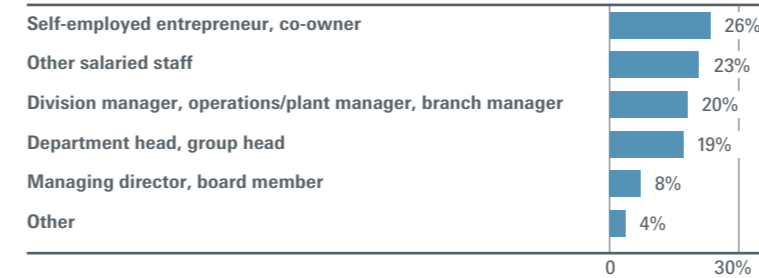 Self-employed entrepreneur, co-owner 26%
Other salaried staff 23%
Division manager, operations/plant manager, branch manager 20%
Department head, group head 19%
Managing director, board member 8%
Other 4%
0 30%